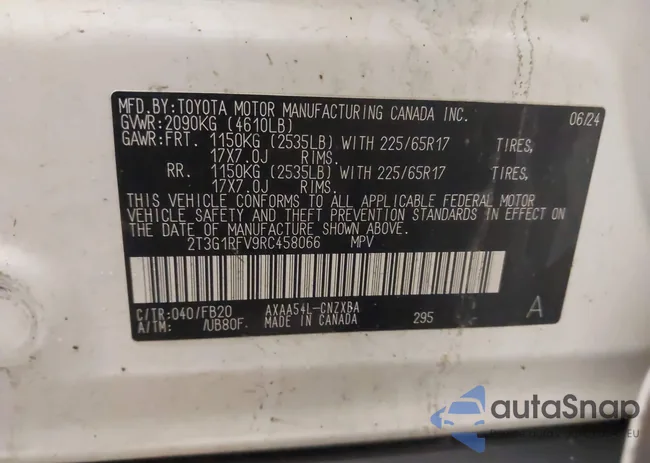 MFD.BY:TOYOTA MOTOR MANUFACTURING CANADA INC.
GVWR:2090KG (4610LB) 06/24
GAWR:FRT. 1150KG (2535LB) WITH 225/65R17 TIRES,
17X7.0J RIMS.
RR. 1150KG (2535LB) WITH 225/65R17 TIRES,
17X7.0J RIMS.
THIS VEHICLE CONFORMS TO ALL APPLICABLE FEDERAL MOTOR
VEHICLE SAFETY AND THEFT PREVENTION STANDARDS IN EFFECT ON
THE DATE OF MANUFACTURE SHOWN ABOVE.
2T3G1RFV9RC458066 MPV
C/TR:040/FB20 AXAA54L-CNZXBA A
A/TM: /UB80F. MADE IN CANADA 295
autaSnap